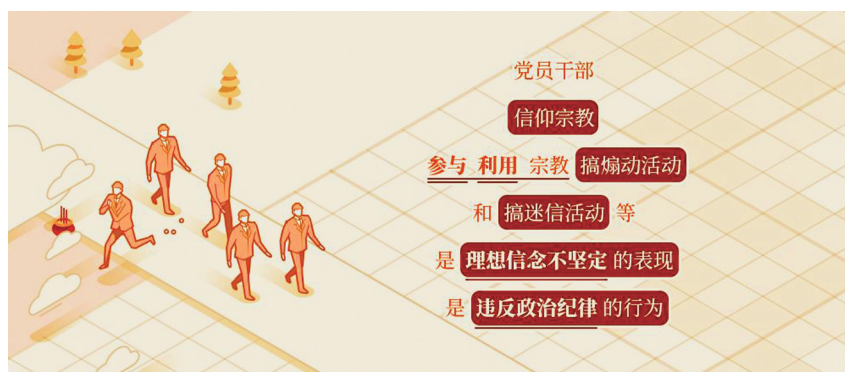 党员干部
信仰宗教
参与 利用 宗教 搞煽动活动
和 搞迷信活动 等
是 理想信念不坚定 的表现
是 违反政治纪律 的行为